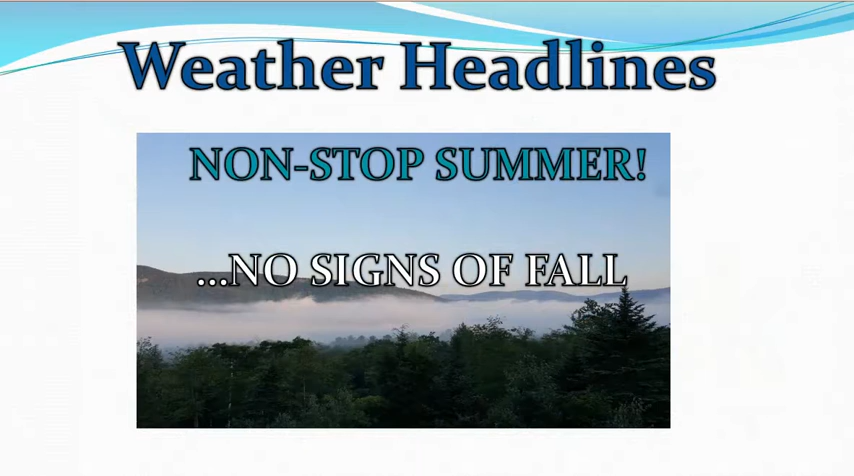 Weather Headlines
NON-STOP SUMMER!
...NO SIGNS OF FALL